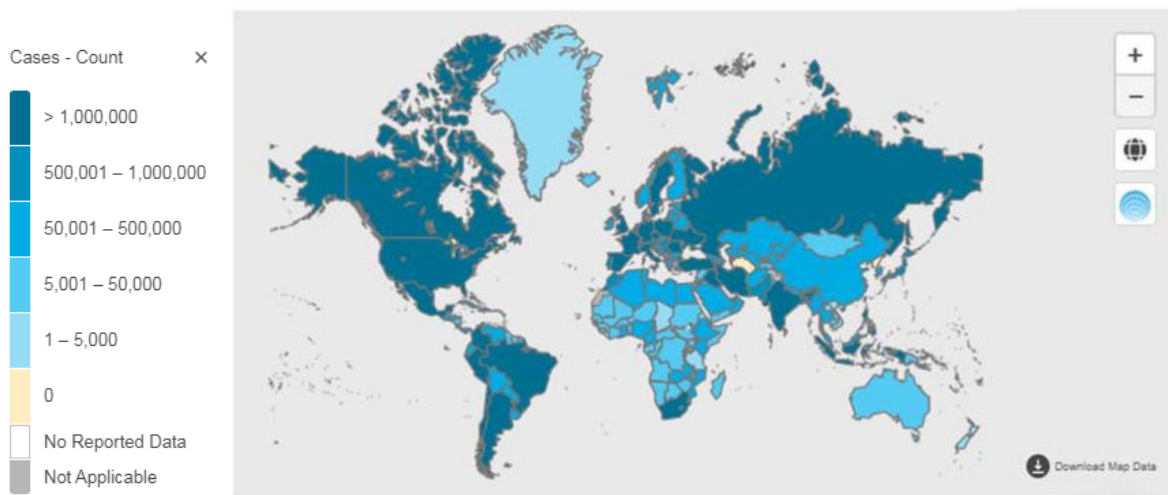 Cases - Count ×
> 1,000,000
500,001 – 1,000,000
50,001 – 500,000
5,001 – 50,000
1 – 5,000
0
No Reported Data
Not Applicable
+
−
Download Map Data